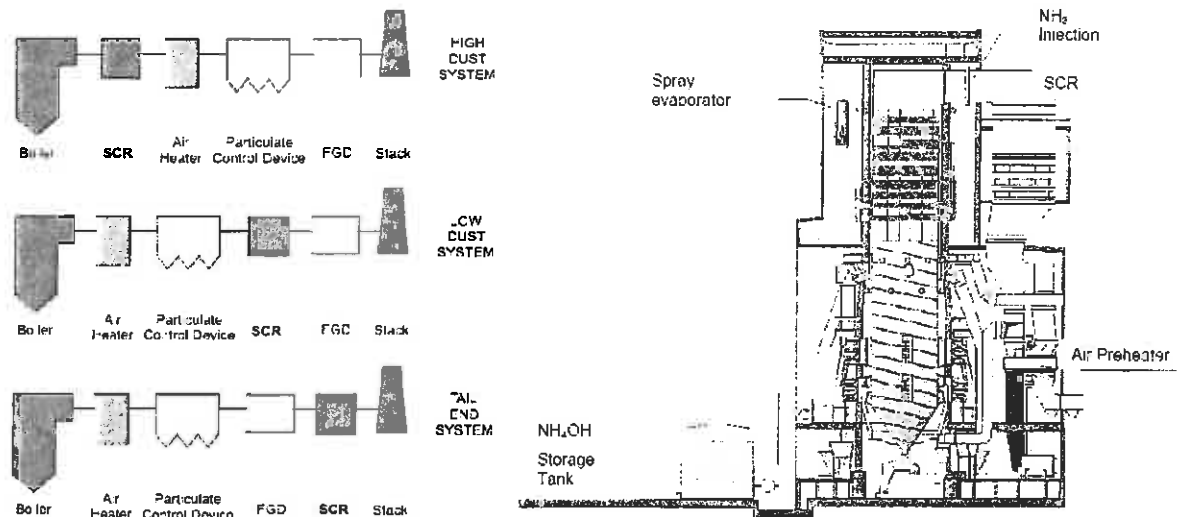 HIGH
DUST
SYSTEM
Boiler
SCR
Air
Heater
Particulate
Control Device
FGD
Stack
LOW
DUST
SYSTEM
Boiler
Air
Heater
Particulate
Control Device
SCR
FGD
Stack
TAIL
END
SYSTEM
Boiler
Air
Heater
Particulate
Control Device
FGD
SCR
Stack
NH₃
Injection
Spray
evaporator
SCR
Air Preheater
NH₄OH
Storage
Tank